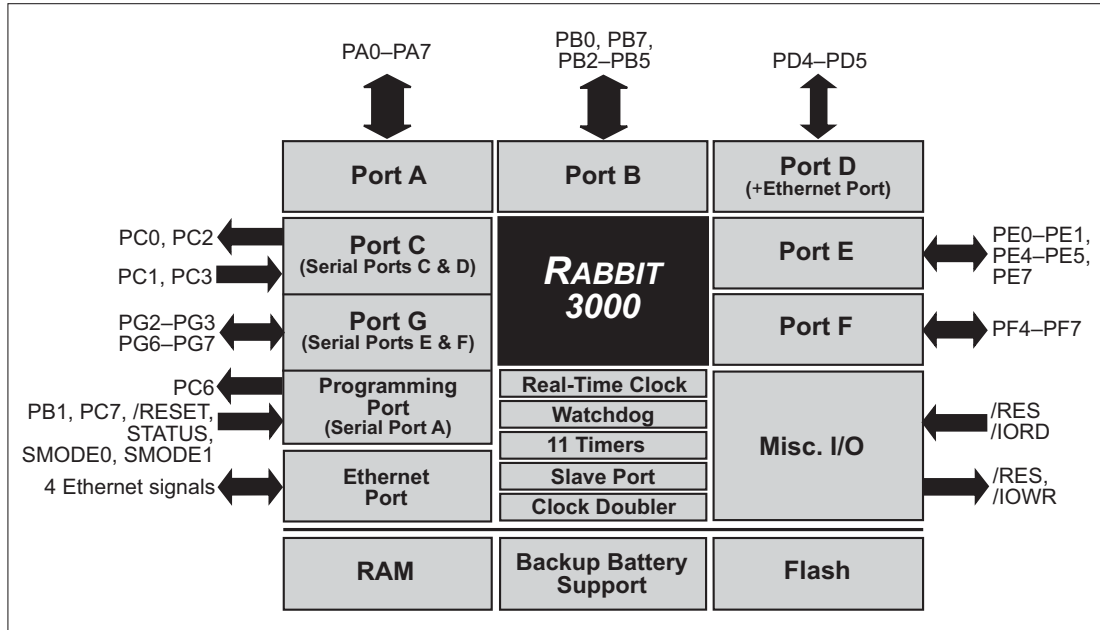 PA0–PA7
PB0, PB7,
PB2–PB5
PD4–PD5
Port A
Port B
Port D
(+Ethernet Port)
PC0, PC2
PC1, PC3
Port C
(Serial Ports C & D)
RABBIT
3000
Port E
PE0–PE1,
PE4–PE5,
PE7
PG2–PG3
PG6–PG7
Port G
(Serial Ports E & F)
Port F
PF4–PF7
PC6
PB1, PC7, /RESET,
STATUS,
SMODE0, SMODE1
Programming
Port
(Serial Port A)
Real-Time Clock
Watchdog
11 Timers
Slave Port
Clock Doubler
Misc. I/O
/RES
/IORD
/RES,
/IOWR
4 Ethernet signals
Ethernet
Port
RAM
Backup Battery
Support
Flash